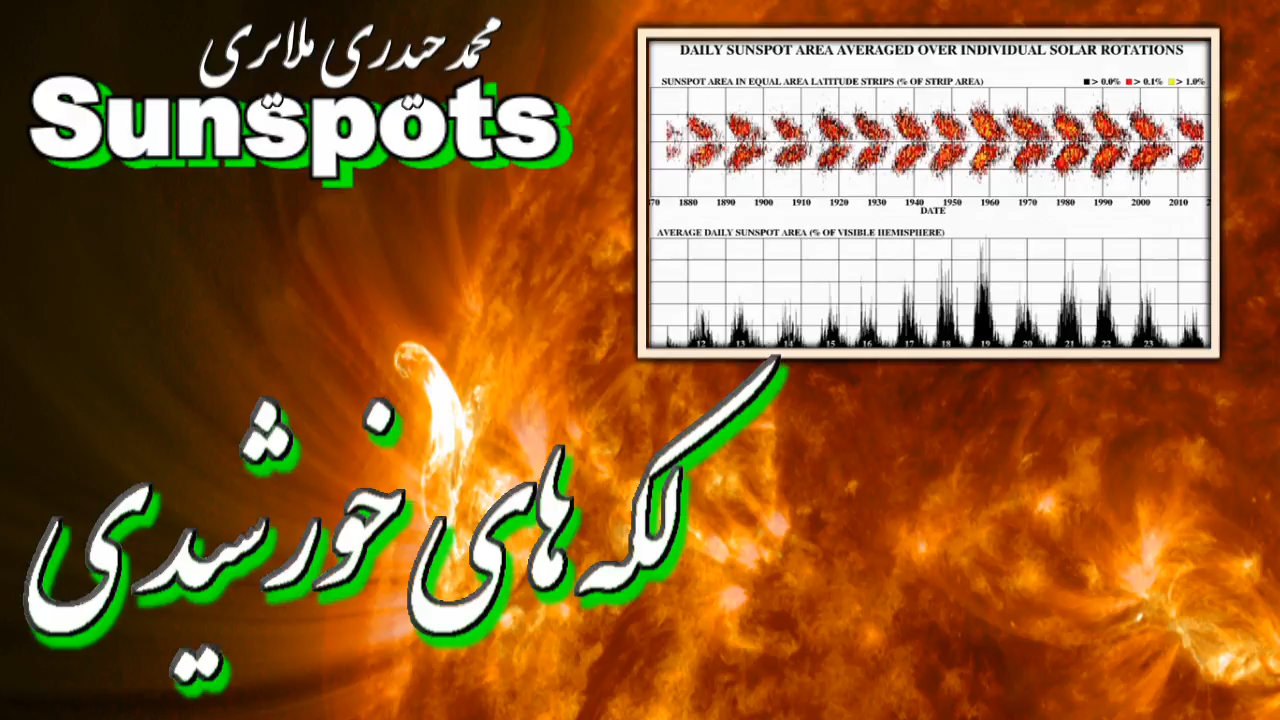 محمد حیدری ملایری
Sunspots
DAILY SUNSPOT AREA AVERAGED OVER INDIVIDUAL SOLAR ROTATIONS
SUNSPOT AREA IN EQUAL AREA LATITUDE STRIPS (% OF STRIP AREA) > 0.0% > 0.1% > 1.0%
1880 1890 1900 1910 1920 1930 1940 1950 1960 1970 1980 1990 2000 2010
DATE
AVERAGE DAILY SUNSPOT AREA (% OF VISIBLE HEMISPHERE)
12 13 14 15 16 17 18 19 20 21 22 23
لکه های خورشیدی